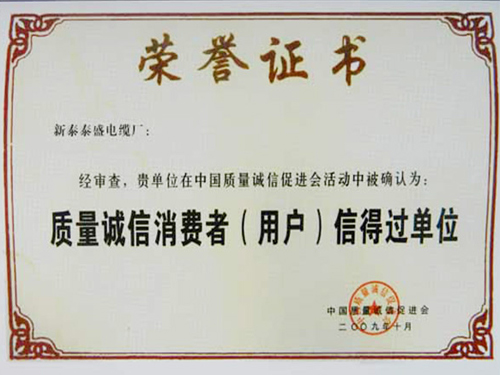 荣誉证书
新泰泰盛电缆厂:
经审查,贵单位在中国质量诚信促进会活动中被确认为:
质量诚信消费者(用户)信得过单位
中国质量诚信促进会
二〇〇九年十月